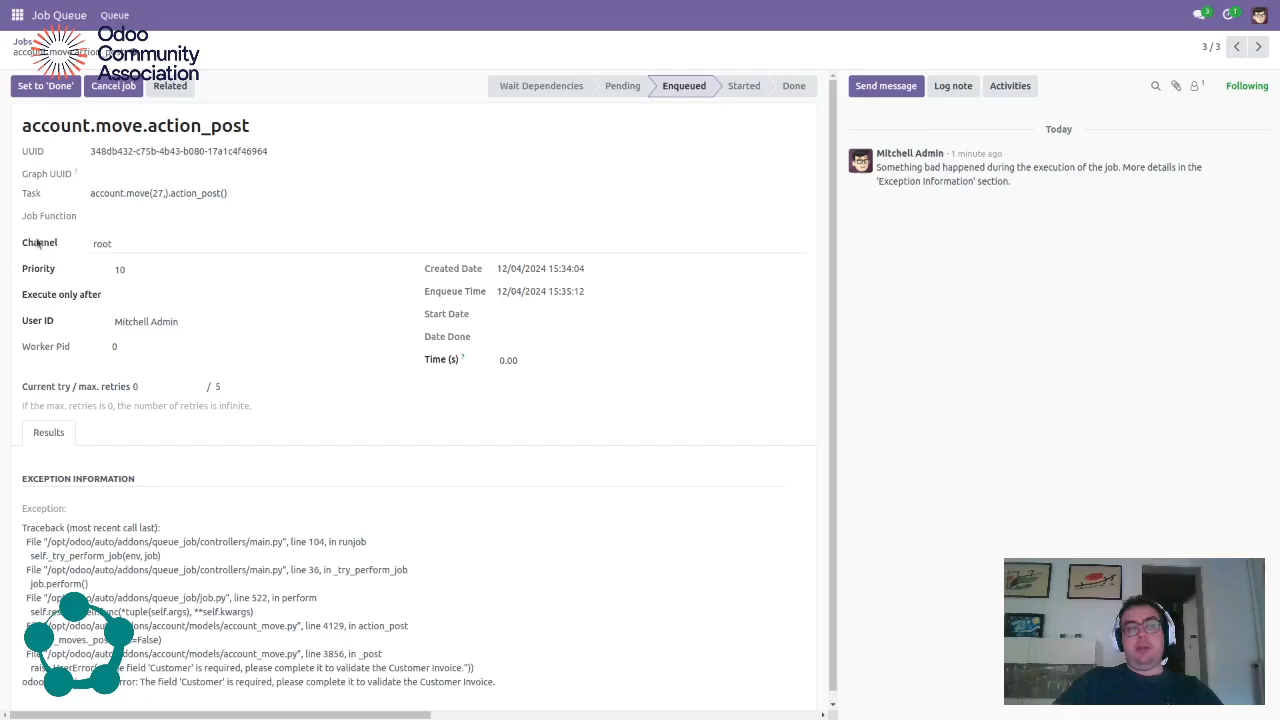 Job Queue
Queue
3
1
Jobs
Odoo
Community
Association
3 / 3
Set to 'Done'
Cancel job
Related
Wait Dependencies
Pending
Enqueued
Started
Done
Send message
Log note
Activities
1
Following
account.move.action_post
UUID
348db432-c75b-4b43-b080-17a1c4f46964
Graph UUID ?
Task
account.move(27,).action_post()
Job Function
Channel
root
Priority
10
Execute only after
User ID
Mitchell Admin
Worker Pid
0
Created Date
12/04/2024 15:34:04
Enqueue Time
12/04/2024 15:35:12
Start Date
Date Done
Time (s) ?
0.00
Current try / max. retries 0 / 5
If the max. retries is 0, the number of retries is infinite.
Results
EXCEPTION INFORMATION
Exception:
Traceback (most recent call last):
File "/opt/odoo/auto/addons/queue_job/controllers/main.py", line 104, in runjob
self._try_perform_job(env, job)
File "/opt/odoo/auto/addons/queue_job/controllers/main.py", line 36, in _try_perform_job
job.perform()
File "/opt/odoo/auto/addons/queue_job/job.py", line 522, in perform
(*tuple(self.args), **self.kwargs)
/addons/account/models/account_move.py", line 4129, in action_post
/addons/account/models/account_move.py", line 3856, in _post
field 'Customer' is required, please complete it to validate the Customer Invoice."))
The field 'Customer' is required, please complete it to validate the Customer Invoice.
Today
Mitchell Admin - 1 minute ago
Something bad happened during the execution of the job. More details in the
'Exception Information' section.